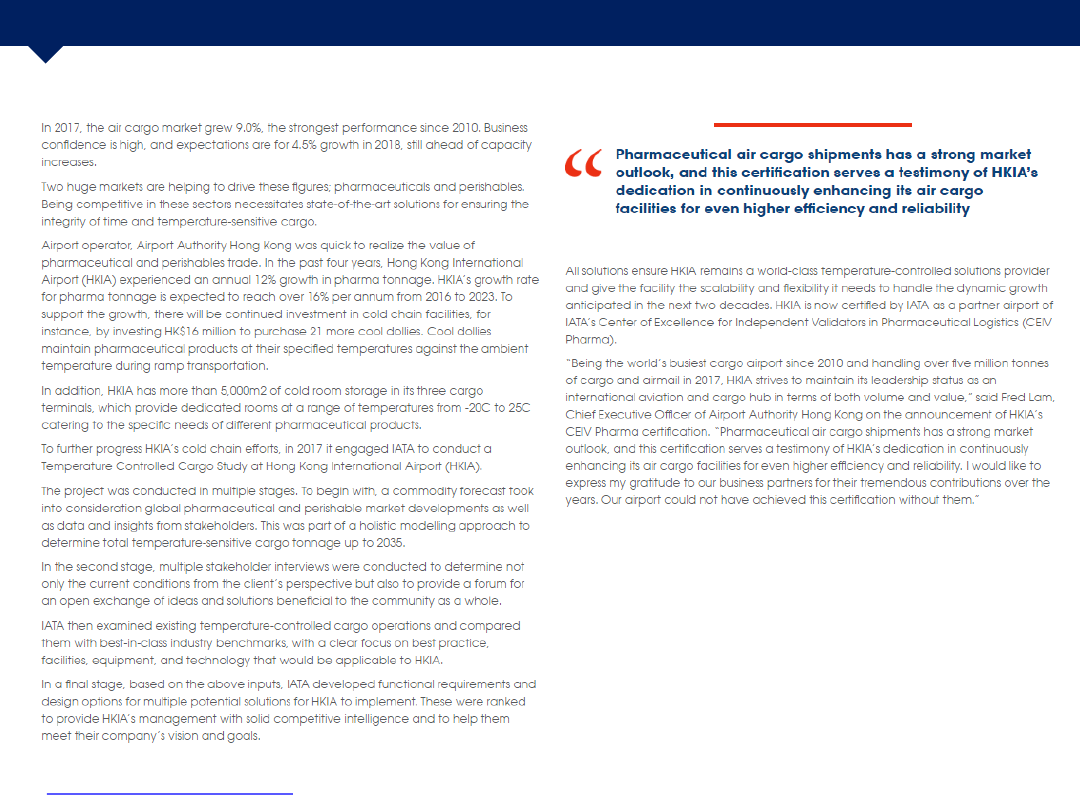 In 2017, the air cargo market grew 9.0%, the strongest performance since 2010. Business
confidence is high, and expectations are for 4.5% growth in 2018, still ahead of capacity
increases.
Two huge markets are helping to drive these figures; pharmaceuticals and perishables.
Being competitive in these sectors necessitates state-of-the-art solutions for ensuring the
integrity of time and temperature-sensitive cargo.
Airport operator, Airport Authority Hong Kong was quick to realize the value of
pharmaceutical and perishables trade. In the past four years, Hong Kong International
Airport (HKIA) experienced an annual 12% growth in pharma tonnage. HKIA's growth rate
for pharma tonnage is expected to reach over 16% per annum from 2016 to 2023. To
support the growth, there will be continued investment in cold chain facilities, for
instance, by investing HK$16 million to purchase 21 more cool dollies. Cool dollies
maintain pharmaceutical products at their specified temperatures against the ambient
temperature during ramp transportation.
In addition, HKIA has more than 5,000m2 of cold room storage in its three cargo
terminals, which provide dedicated rooms at a range of temperatures from -20C to 25C
catering to the specific needs of different pharmaceutical products.
To further progress HKIA's cold chain efforts, in 2017 it engaged IATA to conduct a
Temperature Controlled Cargo Study at Hong Kong International Airport (HKIA).
The project was conducted in multiple stages. To begin with, a commodity forecast took
into consideration global pharmaceutical and perishable market developments as well
as data and insights from stakeholders. This was part of a holistic modelling approach to
determine total temperature-sensitive cargo tonnage up to 2035.
In the second stage, multiple stakeholder interviews were conducted to determine not
only the current conditions from the client's perspective but also to provide a forum for
an open exchange of ideas and solutions beneficial to the community as a whole.
IATA then examined existing temperature-controlled cargo operations and compared
them with best-in-class industry benchmarks, with a clear focus on best practice,
facilities, equipment, and technology that would be applicable to HKIA.
In a final stage, based on the above inputs, IATA developed functional requirements and
design options for multiple potential solutions for HKIA to implement. These were ranked
to provide HKIA's management with solid competitive intelligence and to help them
meet their company's vision and goals.
“ Pharmaceutical air cargo shipments has a strong market
outlook, and this certification serves a testimony of HKIA's
dedication in continuously enhancing its air cargo
facilities for even higher efficiency and reliability
All solutions ensure HKIA remains a world-class temperature-controlled solutions provider
and give the facility the scalability and flexibility it needs to handle the dynamic growth
anticipated in the next two decades. HKIA is now certified by IATA as a partner airport of
IATA's Center of Excellence for Independent Validators in Pharmaceutical Logistics (CEIV
Pharma).
"Being the world's busiest cargo airport since 2010 and handling over five million tonnes
of cargo and airmail in 2017, HKIA strives to maintain its leadership status as an
international aviation and cargo hub in terms of both volume and value," said Fred Lam,
Chief Executive Officer of Airport Authority Hong Kong on the announcement of HKIA's
CEIV Pharma certification. "Pharmaceutical air cargo shipments has a strong market
outlook, and this certification serves a testimony of HKIA's dedication in continuously
enhancing its air cargo facilities for even higher efficiency and reliability. I would like to
express my gratitude to our business partners for their tremendous contributions over the
years. Our airport could not have achieved this certification without them."